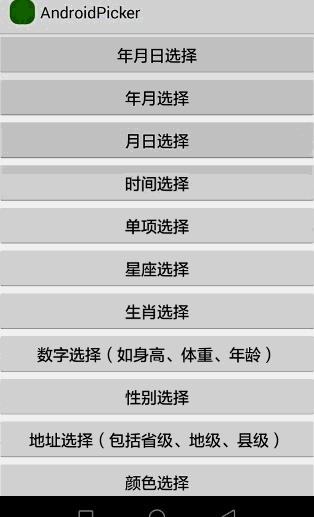 AndroidPicker
年月日选择
年月选择
月日选择
时间选择
单项选择
星座选择
生肖选择
数字选择（如身高、体重、年龄）
性别选择
地址选择（包括省级、地级、县级）
颜色选择